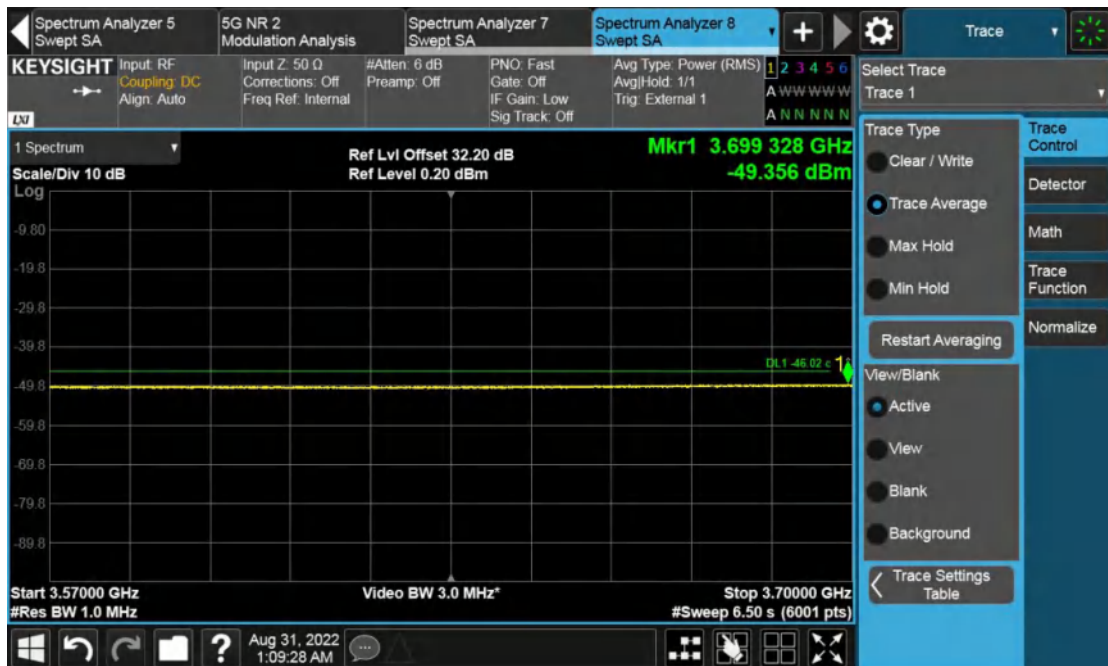 Spectrum Analyzer 5
Swept SA
5G NR 2
Modulation Analysis
Spectrum Analyzer 7
Swept SA
Spectrum Analyzer 8
Swept SA
Trace
KEYSIGHT
LXI
Input: RF
Coupling: DC
Align: Auto
Input Z: 50 Ω
Corrections: Off
Freq Ref: Internal
#Atten: 6 dB
Preamp: Off
PNO: Fast
Gate: Off
IF Gain: Low
Sig Track: Off
Avg Type: Power (RMS)
Avg|Hold: 1/1
Trig: External 1
1 2 3 4 5 6
A W W W W W
A N N N N N
Select Trace
Trace 1
1 Spectrum
Scale/Div 10 dB
Log
Ref Lvl Offset 32.20 dB
Ref Level 0.20 dBm
Mkr1 3.699 328 GHz
-49.356 dBm
-9.80
-19.8
-29.8
-39.8
-49.8
-59.8
-69.8
-79.8
-89.8
DL1 -46.02
1
Start 3.57000 GHz
#Res BW 1.0 MHz
Video BW 3.0 MHz*
Stop 3.70000 GHz
#Sweep 6.50 s (6001 pts)
Trace Type
Clear / Write
Trace Average
Max Hold
Min Hold
Restart Averaging
View/Blank
Active
View
Blank
Background
Trace Settings
Table
Trace
Control
Detector
Math
Trace
Function
Normalize
?
Aug 31, 2022
1:09:28 AM